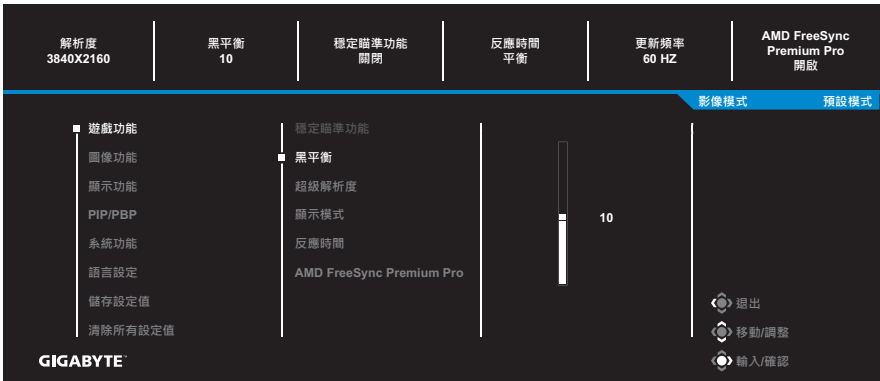 解析度
3840X2160
黑平衡
10
穩定瞄準功能
關閉
反應時間
平衡
更新頻率
60 HZ
AMD FreeSync
Premium Pro
開啟
影像模式
預設模式
遊戲功能
圖像功能
顯示功能
PIP/PBP
系統功能
語言設定
儲存設定值
清除所有設定值
穩定瞄準功能
黑平衡
超級解析度
顯示模式
反應時間
AMD FreeSync Premium Pro
10
退出
移動/調整
輸入/確認
GIGABYTE™